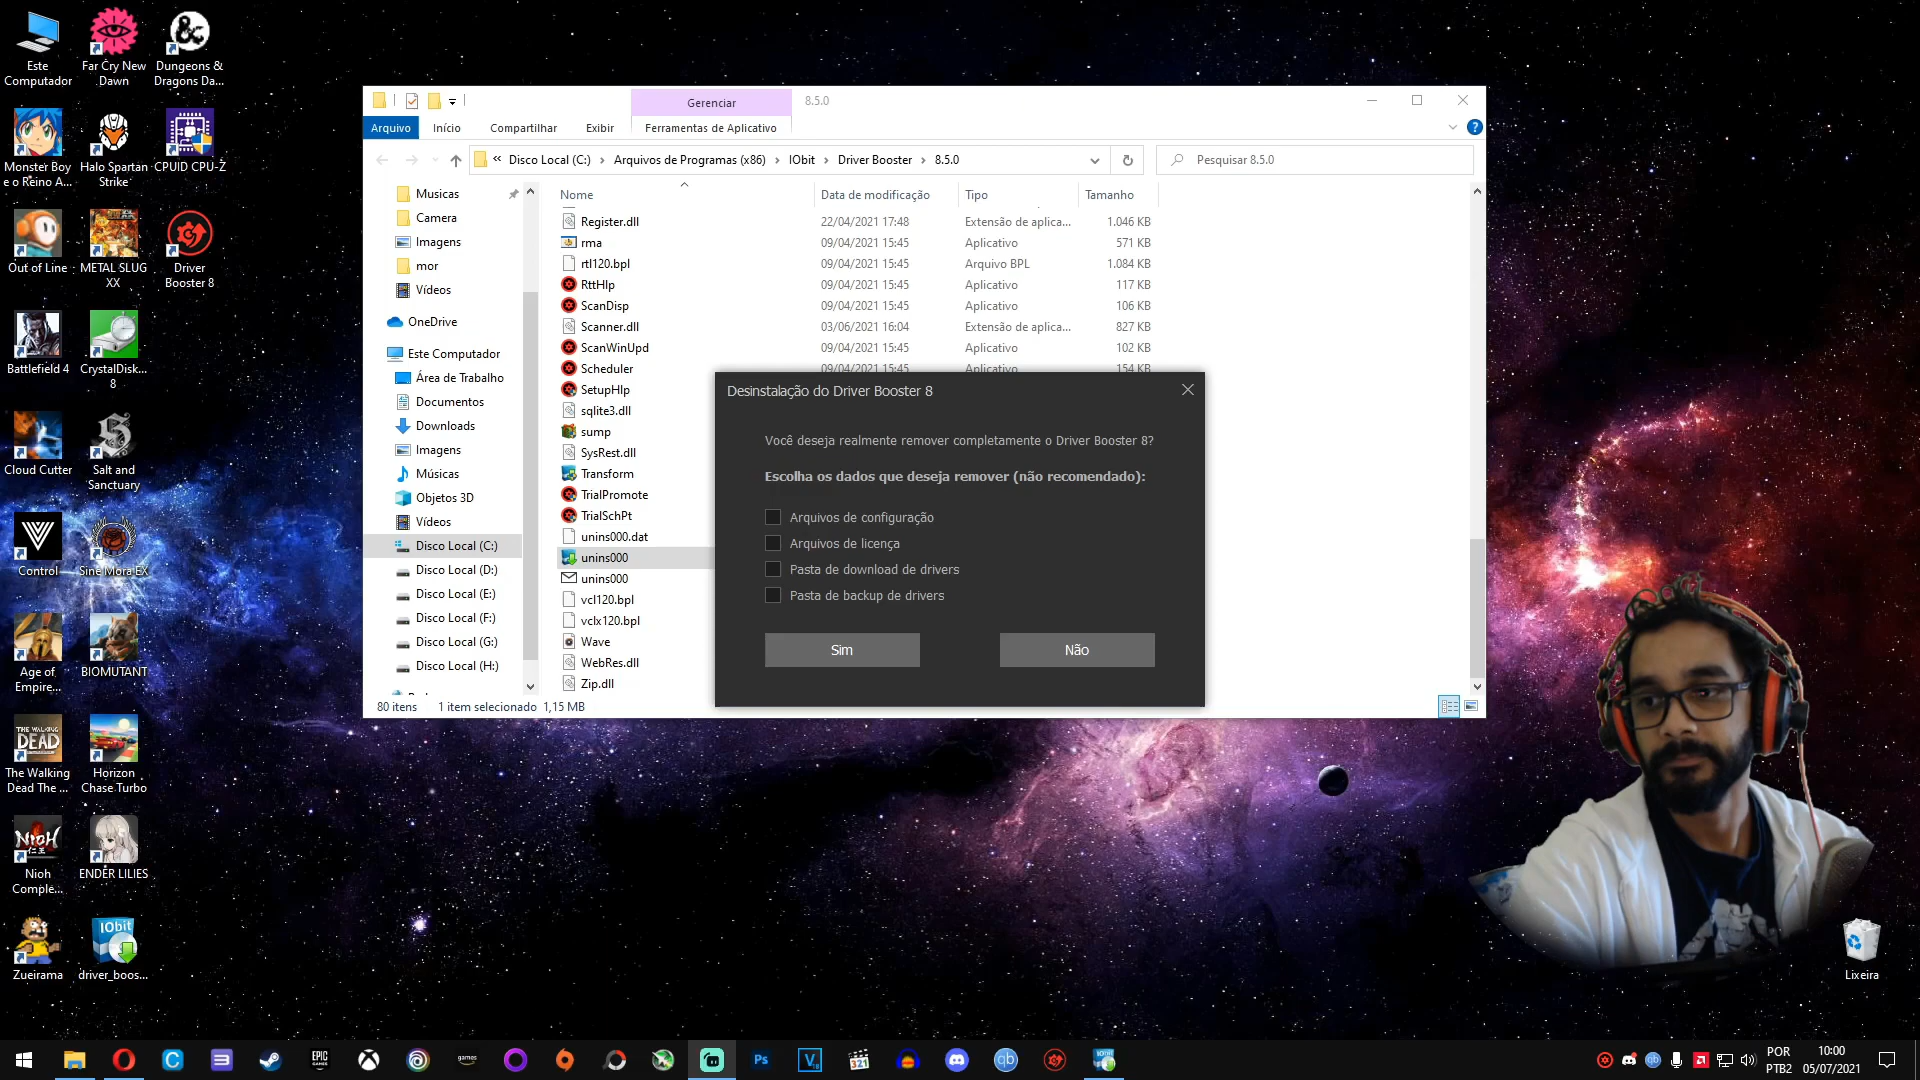 Este
Computador
Far Cry New
Dawn
Dungeons &
Dragons Da...
Monster Boy
e o Reino A...
Halo Spartan
Strike
CPUID CPU-Z
Out of Line
METAL SLUG
XX
Driver
Booster 8
Battlefield 4
CrystalDisk...
8
Cloud Cutter
Salt and
Sanctuary
Control
Sine Mora EX
Age of
Empire...
BIOMUTANT
The Walking
Dead The ...
Horizon
Chase Turbo
Nioh
Comple...
ENDER LILIES
Zueirama
driver_boos...
Lixeira
Gerenciar
8.5.0
Arquivo
Início
Compartilhar
Exibir
Ferramentas de Aplicativo
« Disco Local (C:) › Arquivos de Programas (x86) › IObit › Driver Booster › 8.5.0
Pesquisar 8.5.0
Musicas
Camera
Imagens
mor
Vídeos
OneDrive
Este Computador
Área de Trabalho
Documentos
Downloads
Imagens
Músicas
Objetos 3D
Vídeos
Disco Local (C:)
Disco Local (D:)
Disco Local (E:)
Disco Local (F:)
Disco Local (G:)
Disco Local (H:)
Nome Data de modificação Tipo Tamanho
Register.dll 22/04/2021 17:48 Extensão de aplica... 1.046 KB
rma 09/04/2021 15:45 Aplicativo 571 KB
rtl120.bpl 09/04/2021 15:45 Arquivo BPL 1.084 KB
RttHlp 09/04/2021 15:45 Aplicativo 117 KB
ScanDisp 09/04/2021 15:45 Aplicativo 106 KB
Scanner.dll 03/06/2021 16:04 Extensão de aplica... 827 KB
ScanWinUpd 09/04/2021 15:45 Aplicativo 102 KB
Scheduler 09/04/2021 15:45 Aplicativo 154 KB
SetupHlp
sqlite3.dll
sump
SysRest.dll
Transform
TrialPromote
TrialSchPt
unins000.dat
unins000
unins000
vcl120.bpl
vclx120.bpl
Wave
WebRes.dll
Zip.dll
80 itens 1 item selecionado 1,15 MB
Desinstalação do Driver Booster 8
Você deseja realmente remover completamente o Driver Booster 8?
Escolha os dados que deseja remover (não recomendado):
Arquivos de configuração
Arquivos de licença
Pasta de download de drivers
Pasta de backup de drivers
Sim
Não
POR
PTB2
10:00
05/07/2021